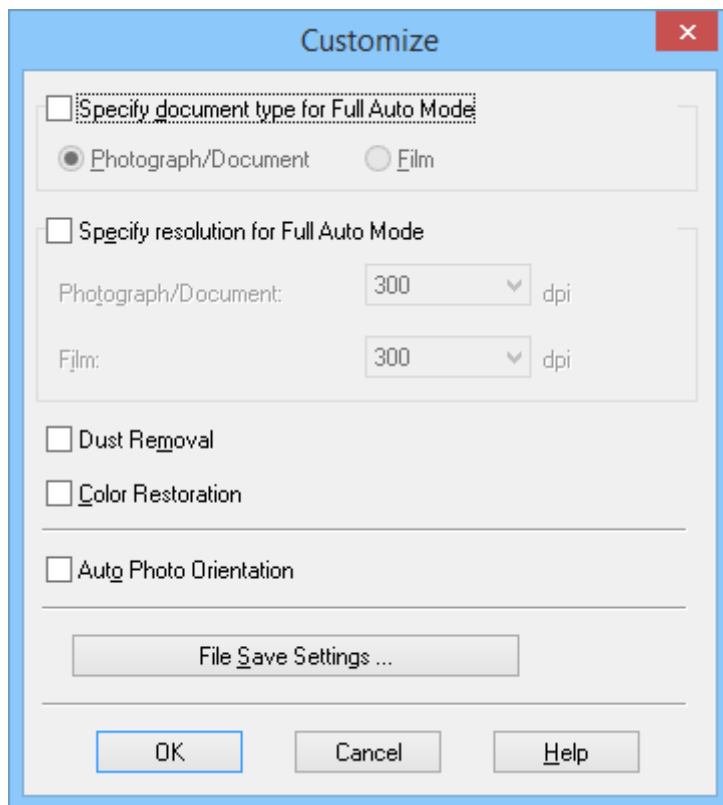 Customize
Specify document type for Full Auto Mode
Photograph/Document Film
Specify resolution for Full Auto Mode
Photograph/Document: 300 dpi
Film: 300 dpi
Dust Removal
Color Restoration
Auto Photo Orientation
File Save Settings ...
OK Cancel Help